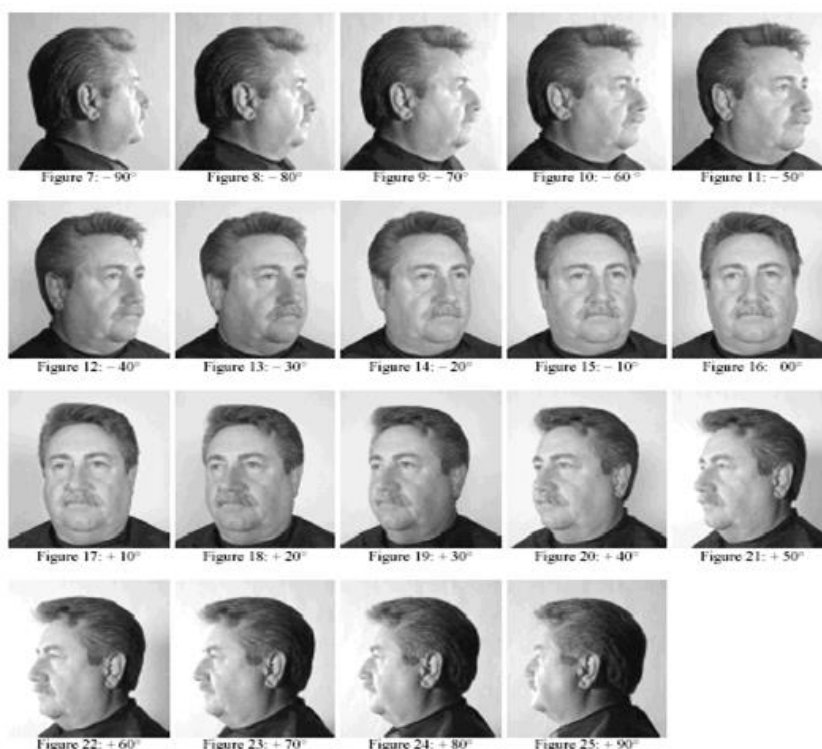 Figure 7: – 90°
Figure 8: – 80°
Figure 9: – 70°
Figure 10: – 60°
Figure 11: – 50°
Figure 12: – 40°
Figure 13: – 30°
Figure 14: – 20°
Figure 15: – 10°
Figure 16: 00°
Figure 17: + 10°
Figure 18: + 20°
Figure 19: + 30°
Figure 20: + 40°
Figure 21: + 50°
Figure 22: + 60°
Figure 23: + 70°
Figure 24: + 80°
Figure 25: + 90°